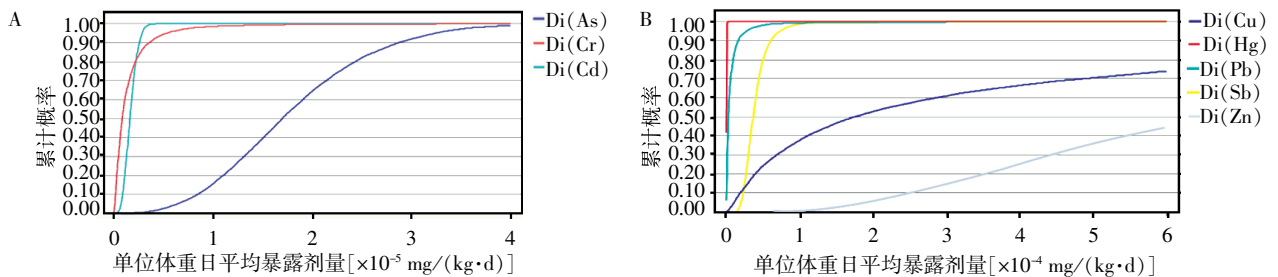 A
累计概率
1.00
0.90
0.80
0.70
0.60
0.50
0.40
0.30
0.20
0.10
0.00
0 1 2 3 4
单位体重日平均暴露剂量[×10⁻⁵ mg/(kg·d)]
Di(As)
Di(Cr)
Di(Cd)
B
累计概率
1.00
0.90
0.80
0.70
0.60
0.50
0.40
0.30
0.20
0.10
0.00
0 1 2 3 4 5 6
单位体重日平均暴露剂量[×10⁻⁴ mg/(kg·d)]
Di(Cu)
Di(Hg)
Di(Pb)
Di(Sb)
Di(Zn)